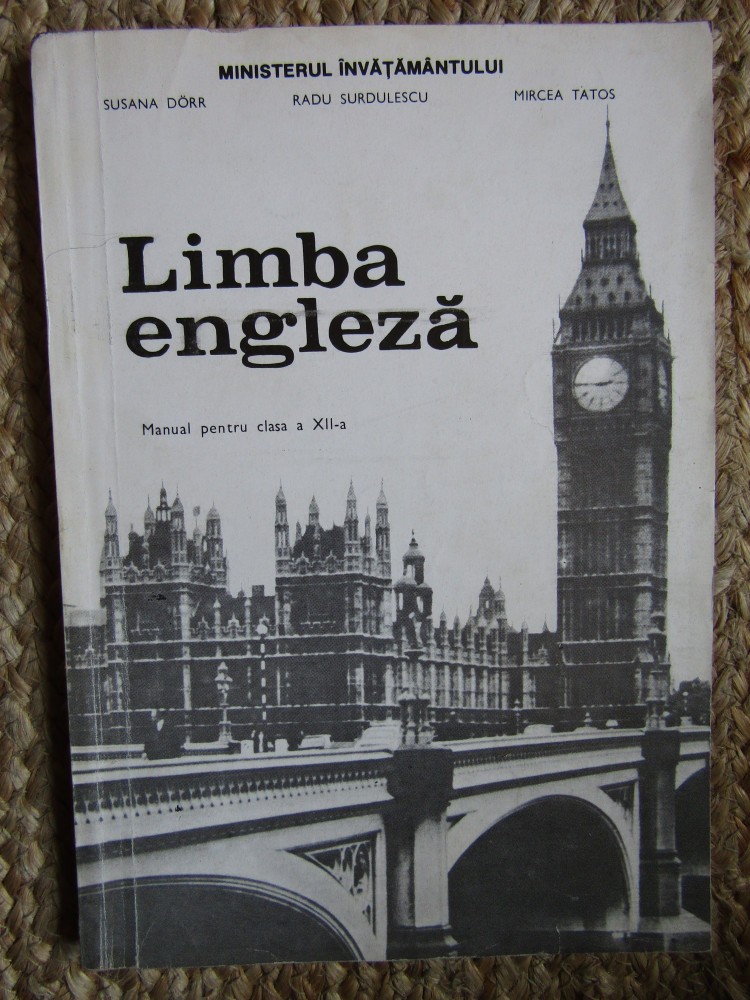 MINISTERUL ÎNVĂȚĂMÂNTULUI
SUSANA DÖRR RADU SURDULESCU MIRCEA TATOS
Limba
engleză
Manual pentru clasa a XII-a